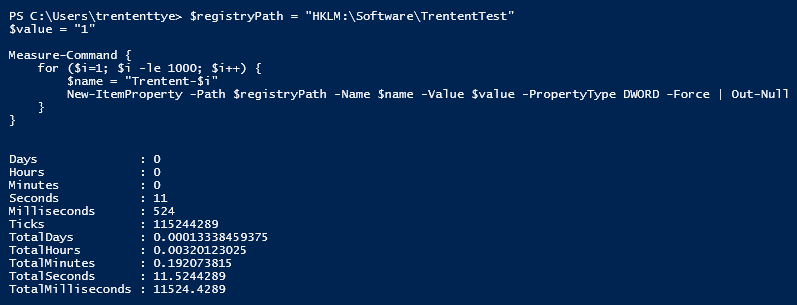 PS C:\Users\trententtye> $registryPath = "HKLM:\Software\TrententTest"
$value = "1"
Measure-Command {
    for ($i=1; $i -le 1000; $i++) {
        $name = "Trentent-$i"
        New-ItemProperty -Path $registryPath -Name $name -Value $value -PropertyType DWORD -Force | Out-Null
    }
}
Days              : 0
Hours             : 0
Minutes           : 0
Seconds           : 11
Milliseconds      : 524
Ticks             : 115244289
TotalDays         : 0.00013338459375
TotalHours        : 0.00320123025
TotalMinutes      : 0.192073815
TotalSeconds      : 11.5244289
TotalMilliseconds : 11524.4289